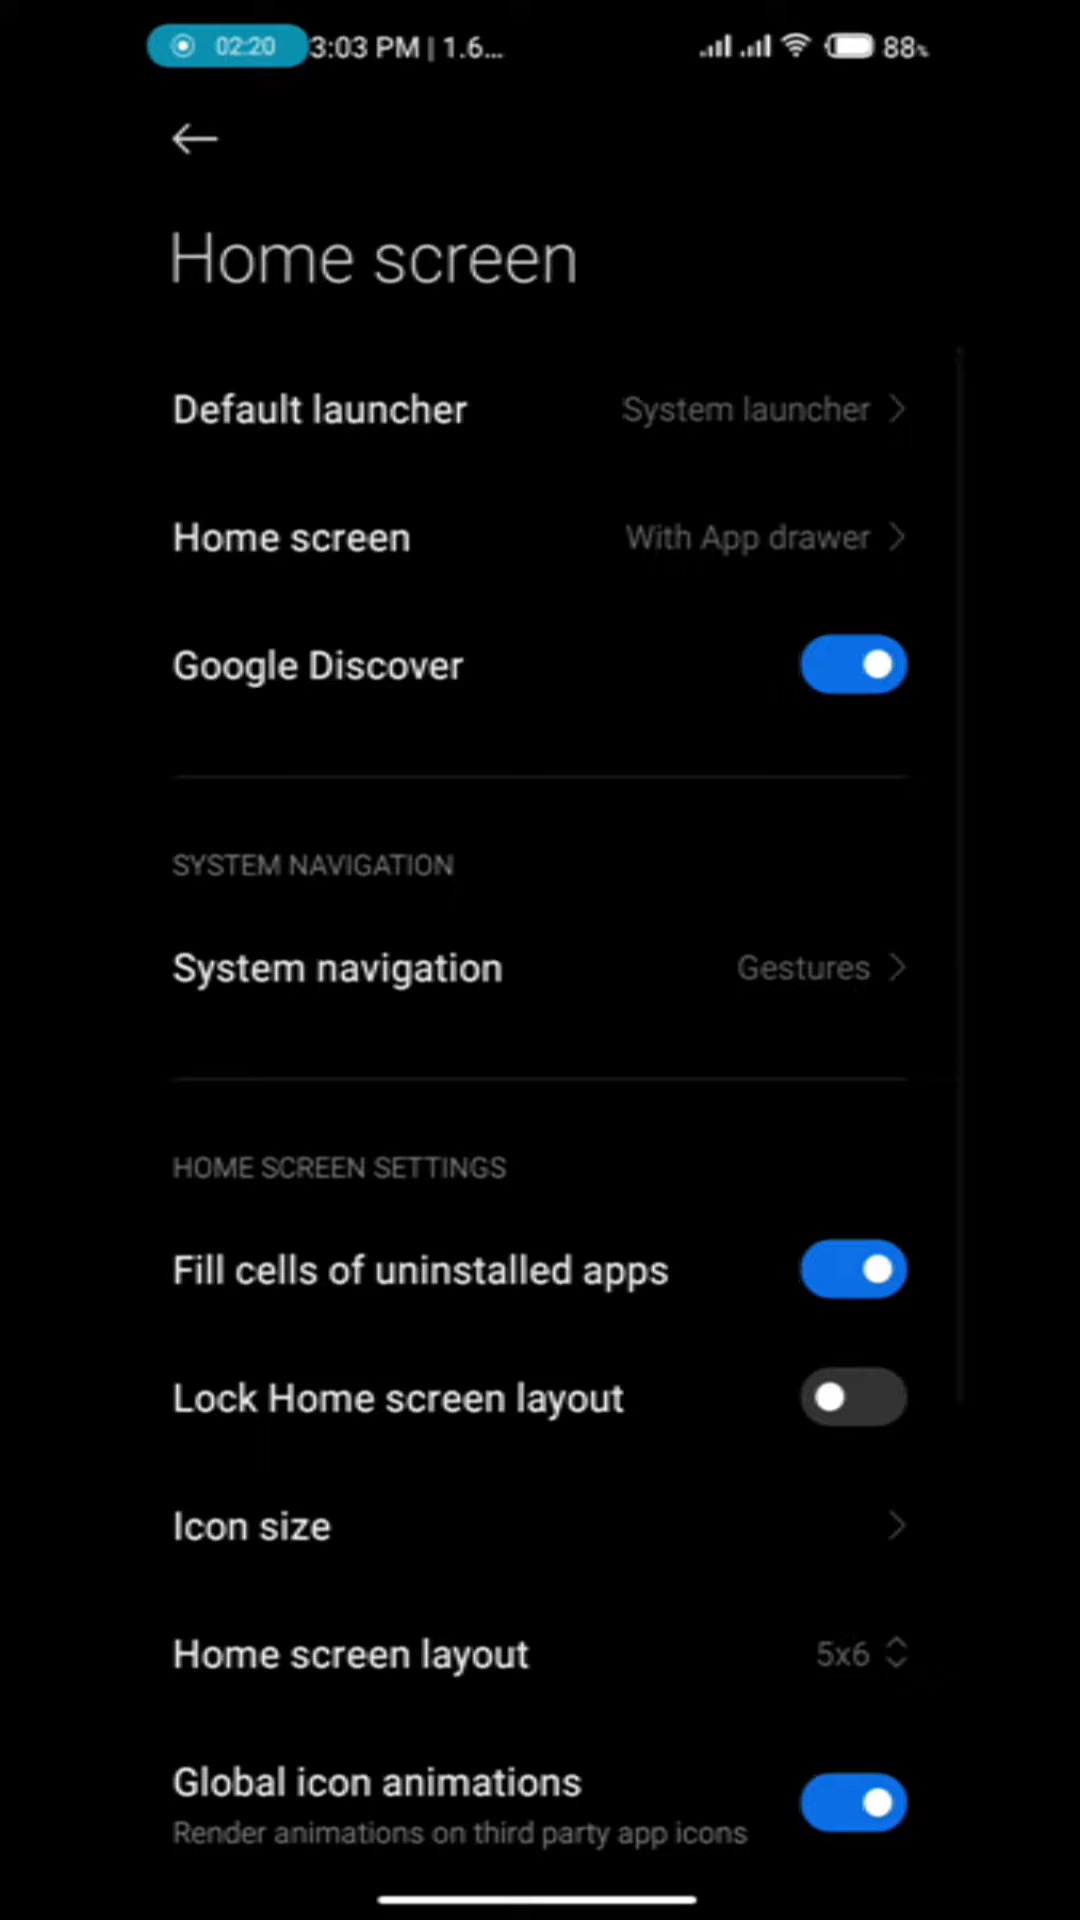 02:20 3:03 PM | 1.6... 88%
Home screen
Default launcher System launcher
Home screen With App drawer
Google Discover
SYSTEM NAVIGATION
System navigation Gestures
HOME SCREEN SETTINGS
Fill cells of uninstalled apps
Lock Home screen layout
Icon size
Home screen layout 5x6
Global icon animations
Render animations on third party app icons